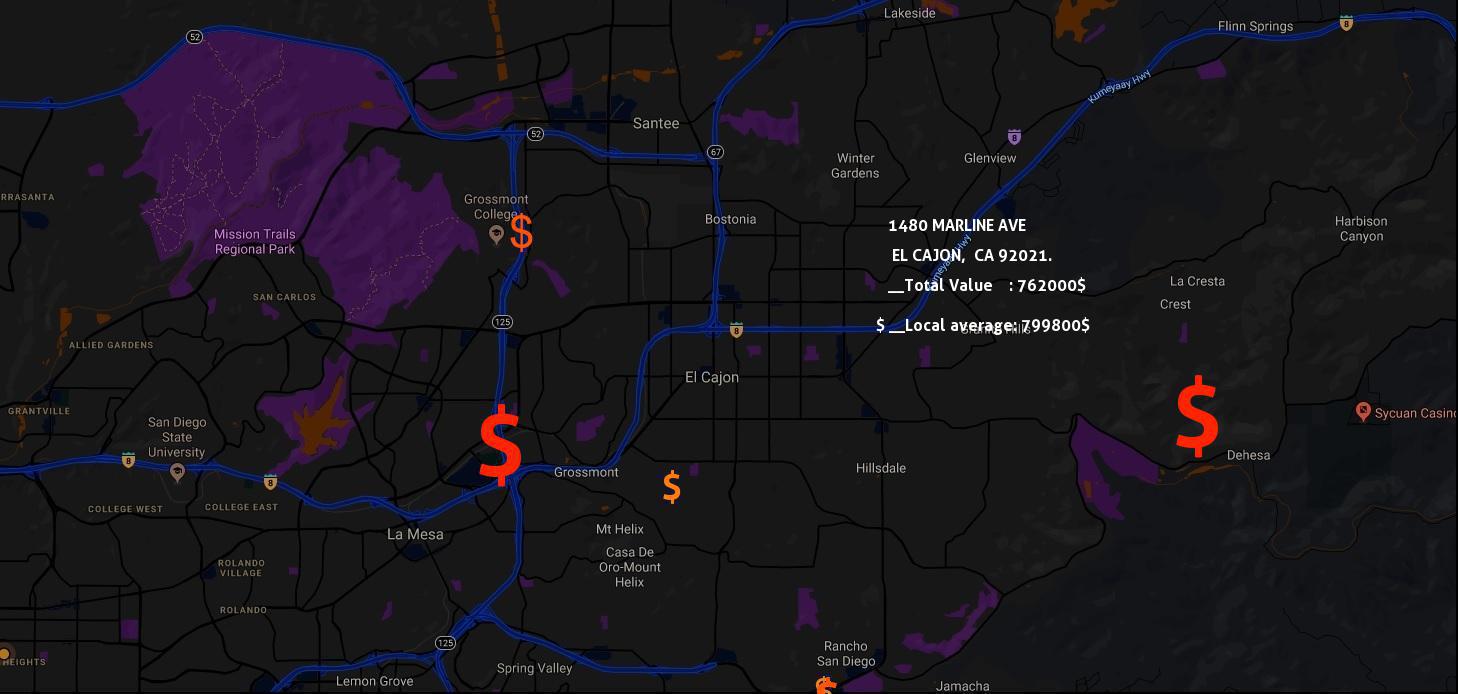 Lakeside
Flinn Springs
8
52
Kumeyaay Hwy
Santee
52
67
8
Winter
Gardens
Glenview
RRASANTA
Grossmont
College
$
Bostonia
1480 MARLINE AVE
Harbison
Canyon
Mission Trails
Regional Park
EL CAJON, CA 92021.
__Total Value : 762000$
La Cresta
Crest
SAN CARLOS
125
8
$ __Local average: 799800$
ALLIED GARDENS
El Cajon
GRANTVILLE
San Diego
State
University
$
$
Sycuan Casino
8
8
Grossmont
$
Hillsdale
Dehesa
COLLEGE WEST
COLLEGE EAST
La Mesa
Mt Helix
Casa De
Oro-Mount
Helix
ROLANDO
VILLAGE
ROLANDO
125
Rancho
San Diego
HEIGHTS
Lemon Grove
Spring Valley
$
Jamacha